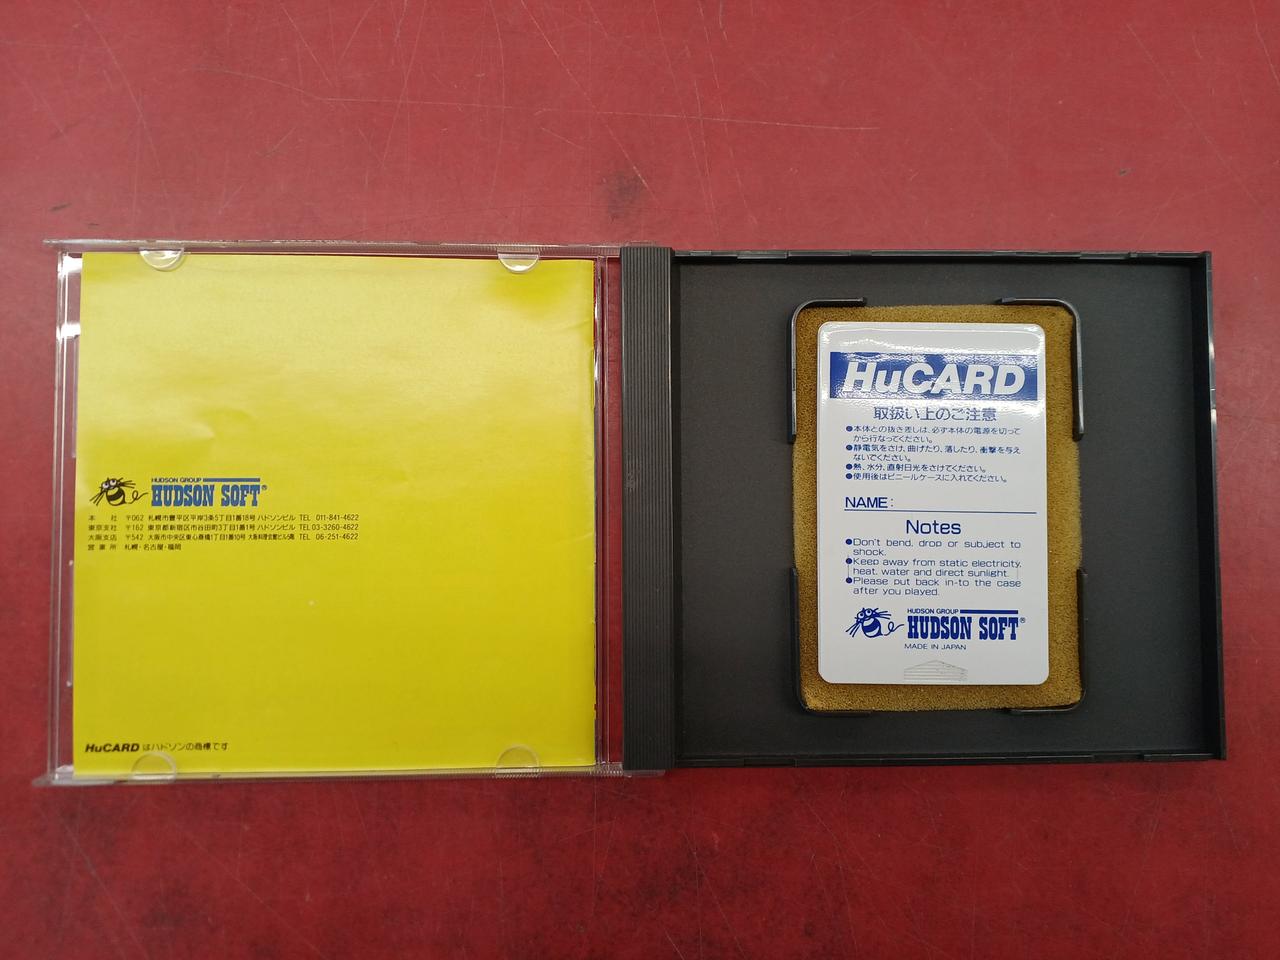 HUDSON GROUP
HUDSON SOFT®
本 社 〒062 札幌市豊平区平岸3条5丁目1番18号 ハドソンビル TEL 011-841-4622
東京支社 〒162 東京都新宿区市谷田町3丁目1番1号 ハドソンビル TEL 03-3260-4622
大阪支店 〒542 大阪市中央区東心斎橋1丁目1番10号 大阪料理会館ビル5階 TEL 06-251-4622
営業所 札幌・名古屋・福岡
HuCARD はハドソンの商標です
HuCARD
取扱い上のご注意
●本体との抜き差しは、必ず本体の電源を切って
から行なってください。
●静電気をさけ、曲げたり、落したり、衝撃を与え
ないでください。
●熱、水分、直射日光をさけてください。
●使用後はビニールケースに入れてください。
NAME:
Notes
●Don't bend, drop or subject to
shock.
●Keep away from static electricity,
heat, water and direct sunlight.
●Please put back in-to the case
after you played.
HUDSON GROUP
HUDSON SOFT®
MADE IN JAPAN